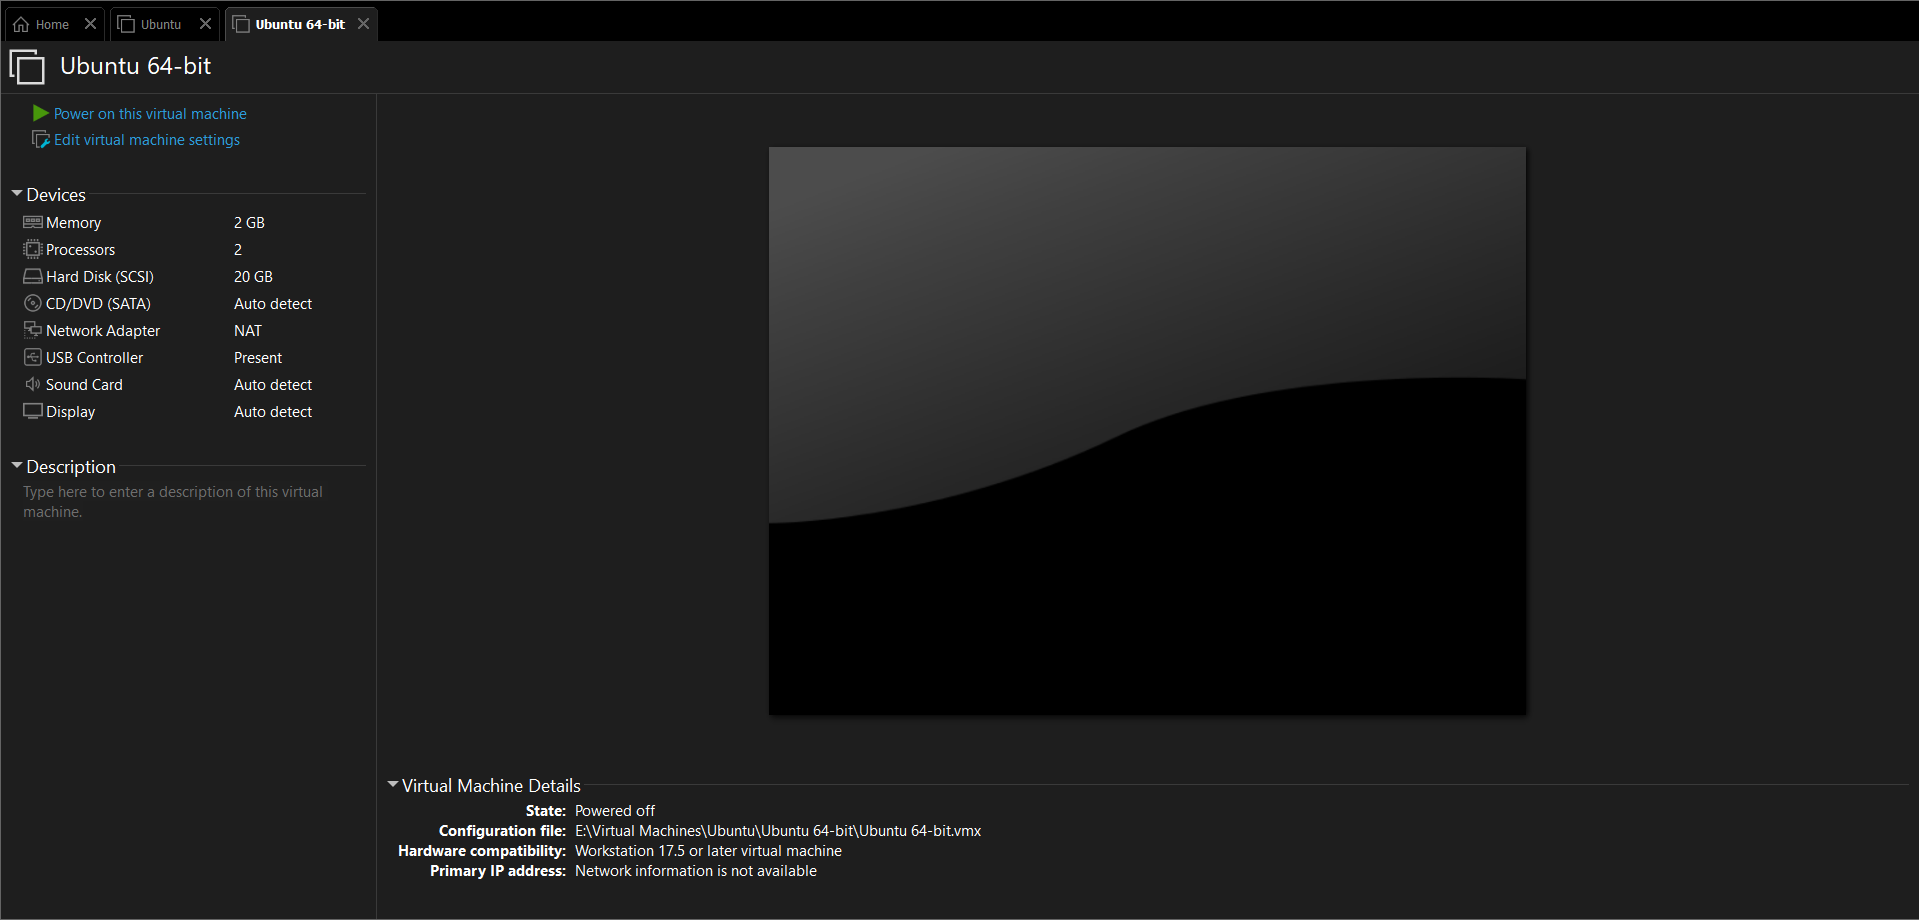 Home
Ubuntu
Ubuntu 64-bit
Ubuntu 64-bit
Power on this virtual machine
Edit virtual machine settings
Devices
Memory 2 GB
Processors 2
Hard Disk (SCSI) 20 GB
CD/DVD (SATA) Auto detect
Network Adapter NAT
USB Controller Present
Sound Card Auto detect
Display Auto detect
Description
Type here to enter a description of this virtual
machine.
Virtual Machine Details
State: Powered off
Configuration file: E:\Virtual Machines\Ubuntu\Ubuntu 64-bit\Ubuntu 64-bit.vmx
Hardware compatibility: Workstation 17.5 or later virtual machine
Primary IP address: Network information is not available